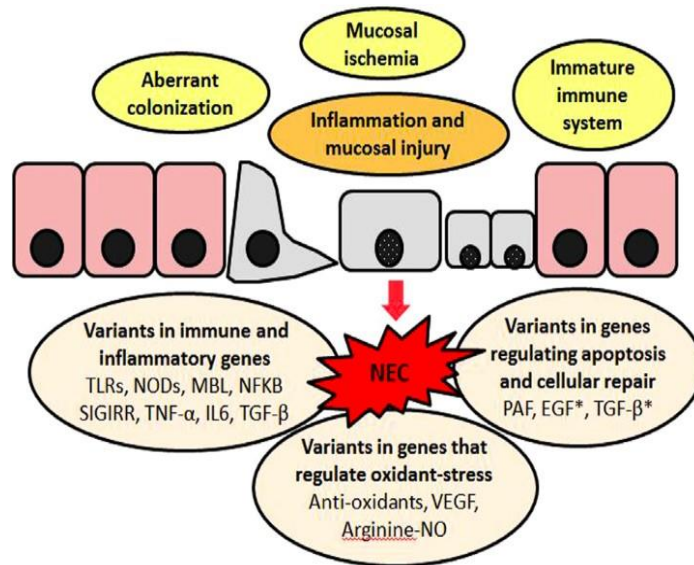 Mucosal
ischemia
Aberrant
colonization
Immature
immune
system
Inflammation and
mucosal injury
Variants in immune and
inflammatory genes
TLRs, NODs, MBL, NFKB
SIGIRR, TNF-α, IL6, TGF-β
NEC
Variants in genes
regulating apoptosis
and cellular repair
PAF, EGF*, TGF-β*
Variants in genes that
regulate oxidant-stress
Anti-oxidants, VEGF,
Arginine-NO